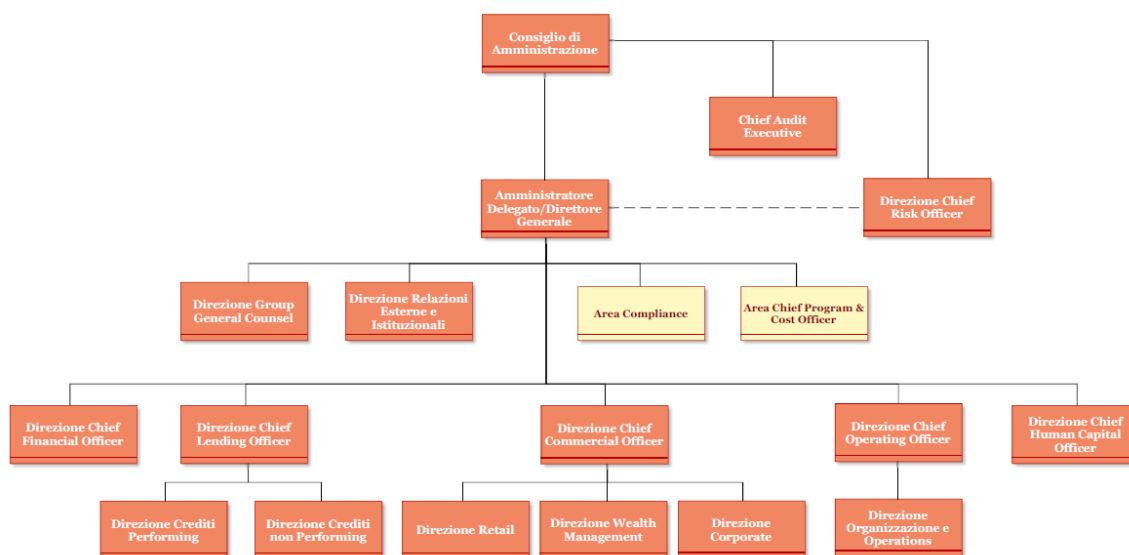 Consiglio di
Amministrazione
Chief Audit
Executive
Amministratore
Delegato/Direttore
Generale
Direzione Chief
Risk Officer
Direzione Group
General Counsel
Direzione Relazioni
Esterne e
Istituzionali
Area Compliance
Area Chief Program &
Cost Officer
Direzione Chief
Financial Officer
Direzione Chief
Lending Officer
Direzione Chief
Commercial Officer
Direzione Chief
Operating Officer
Direzione Chief
Human Capital
Officer
Direzione Crediti
Performing
Direzione Crediti
non Performing
Direzione Retail
Direzione Wealth
Management
Direzione
Corporate
Direzione
Organizzazione e
Operations